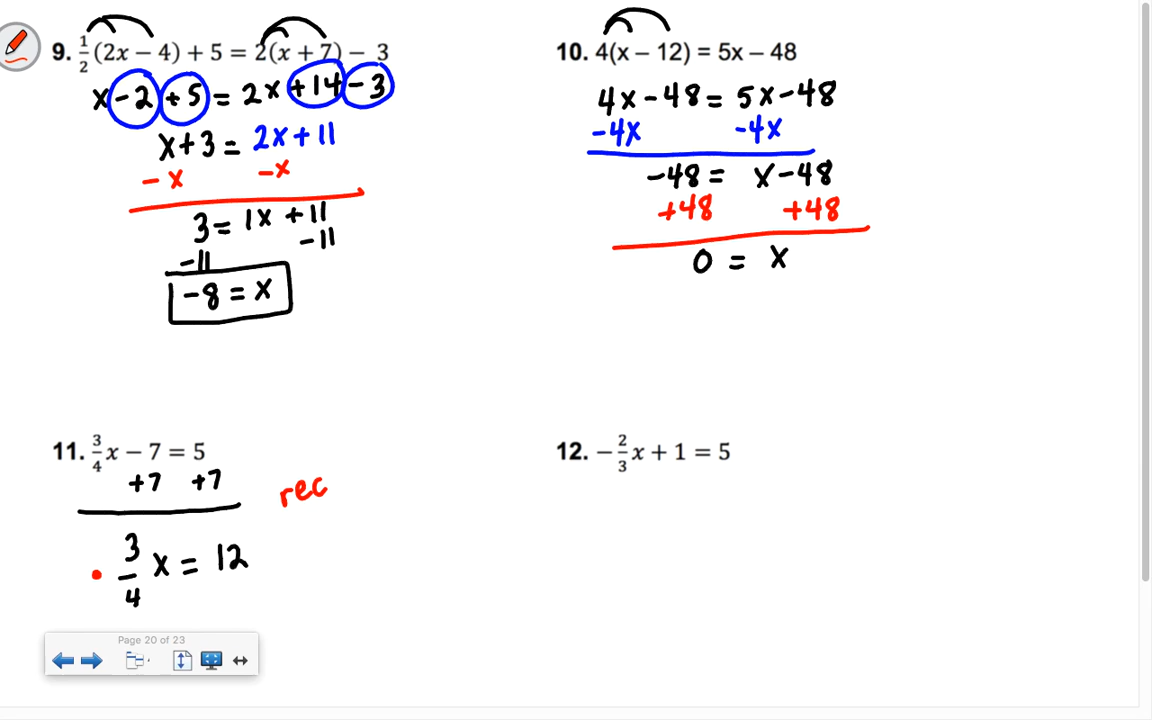 9. 1/2(2x − 4) + 5 = 2(x + 7) − 3
x - 2 + 5 = 2x + 14 - 3
x + 3 = 2x + 11
- x - x
3 = 1x + 11
- 11
- 11
-8 = x
10. 4(x − 12) = 5x − 48
4x - 48 = 5x - 48
-4x -4x
-48 = x - 48
+48 +48
0 = x
11. 3/4x − 7 = 5
+7 +7
rec
· 3/4 x = 12
12. −2/3x + 1 = 5
Page 20 of 23